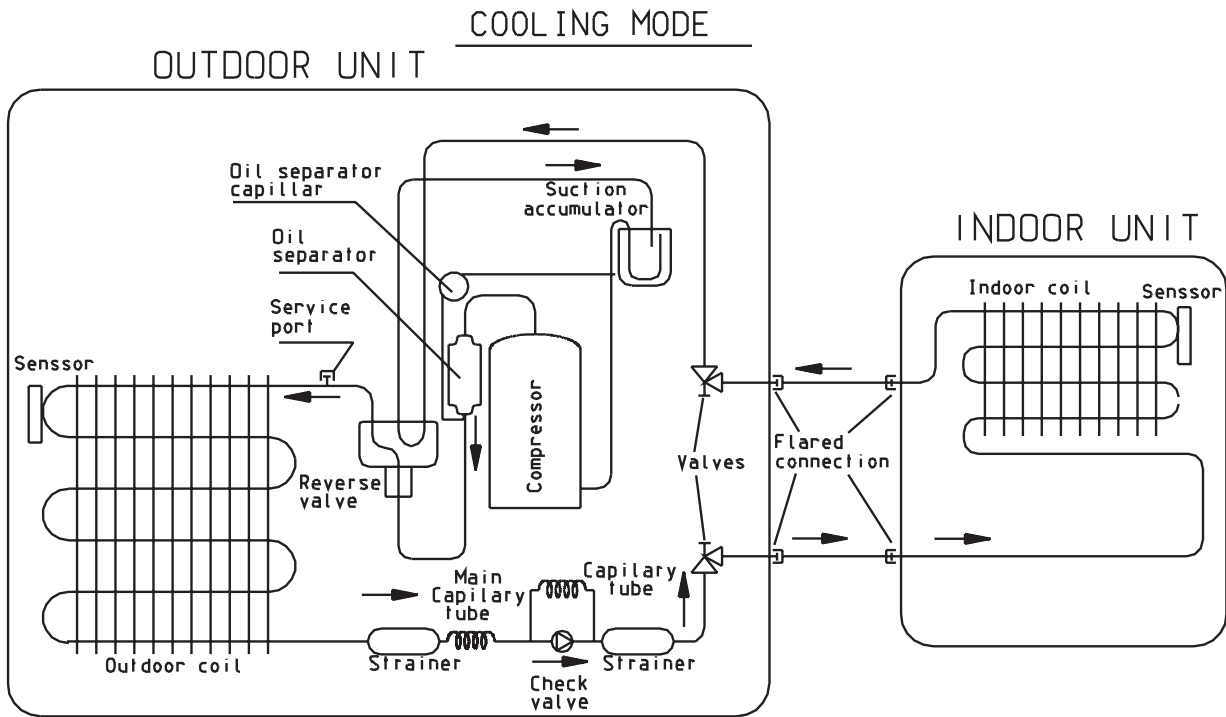 COOLING MODE
OUTDOOR UNIT
Oil separator
capillar
Suction
accumulator
INDOOR UNIT
Oil
separator
Indoor coil
Senssor
Service
port
Senssor
Compressor
Flared
connection
Valves
Reverse
valve
Main
Capilary
tube
Capilary
tube
Outdoor coil
Strainer
Strainer
Check
valve